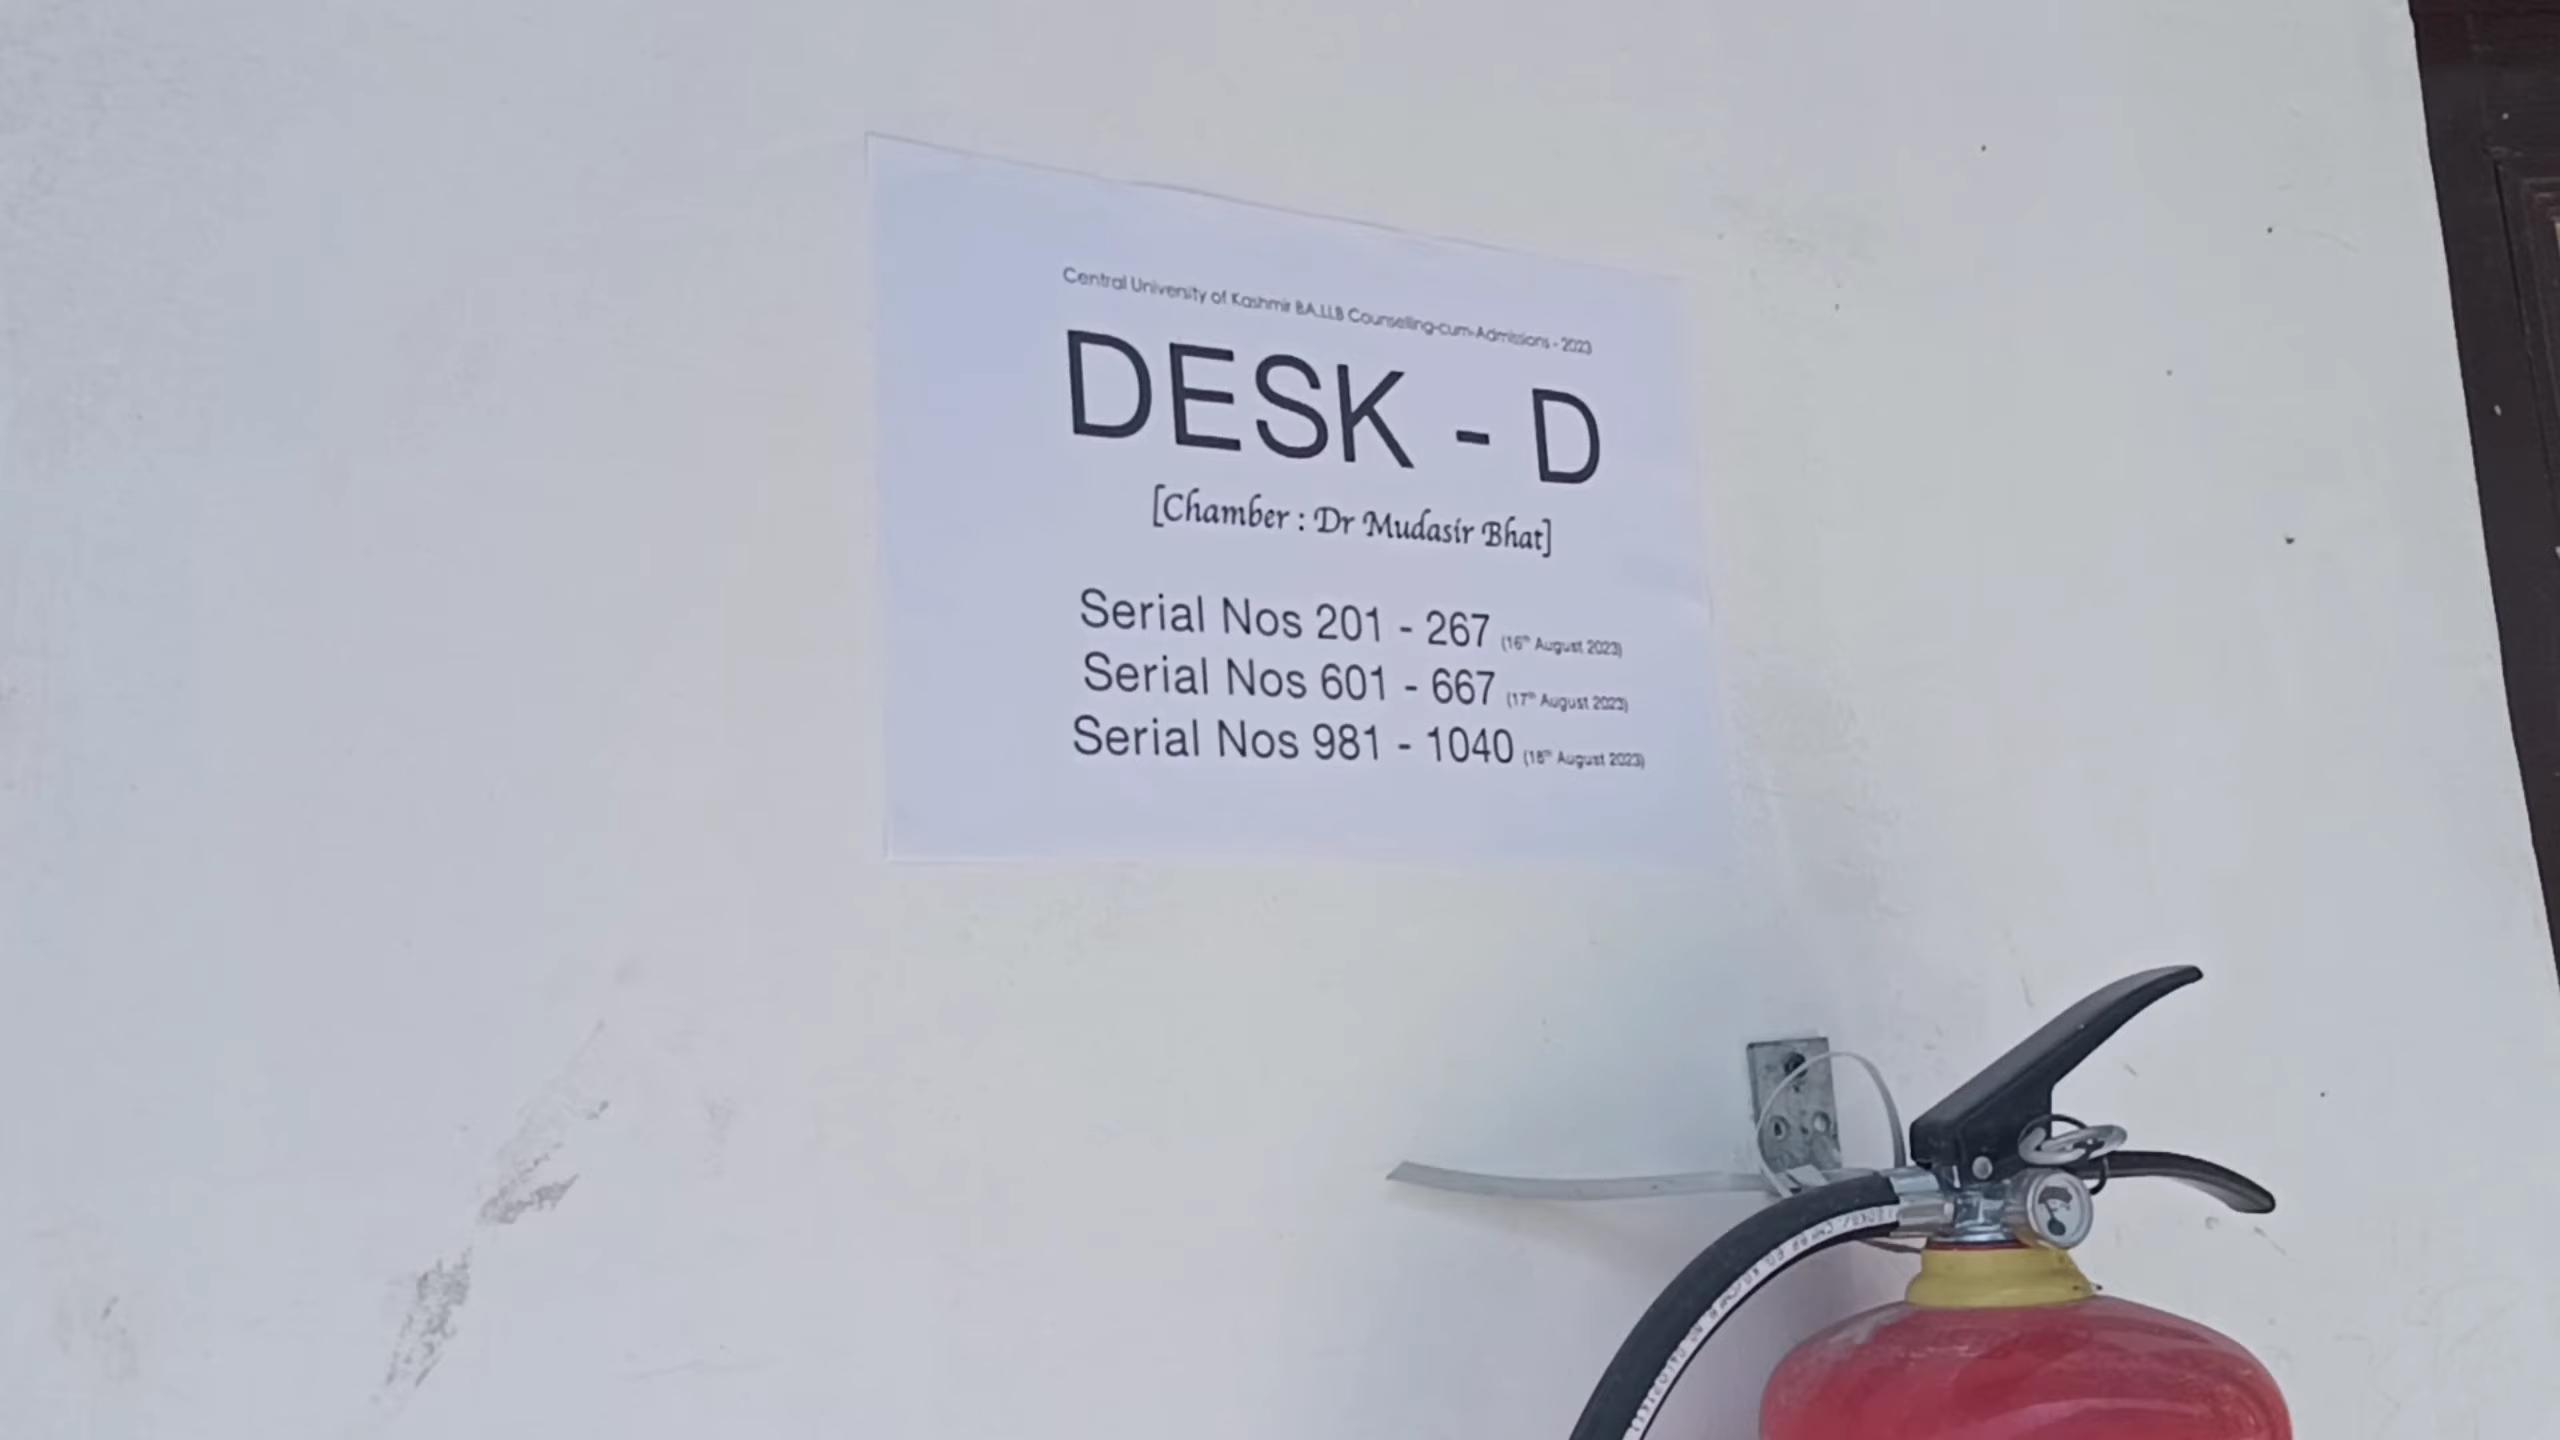 Central University of Kashmir BA.LLB Counselling-cum-Admissions - 2023
DESK - D
[Chamber : Dr Mudasir Bhat]
Serial Nos 201 - 267 (16th August 2023)
Serial Nos 601 - 667 (17th August 2023)
Serial Nos 981 - 1040 (18th August 2023)